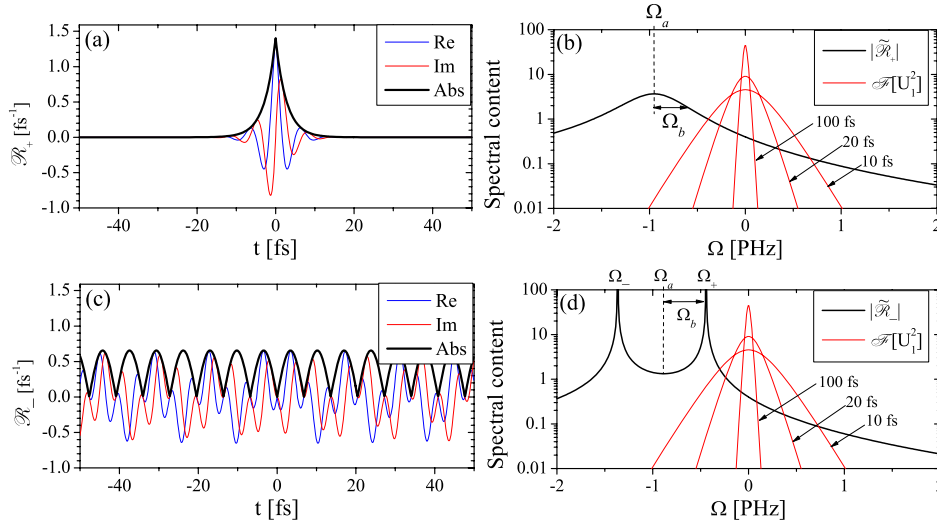 (a)
Re
Im
Abs
ℛ₊ [fs⁻¹]
1.5
1.0
0.5
0.0
-0.5
-1.0
-40 -20 0 20 40
t [fs]
(b)
Ω_a
Ω_b
|ℛ̃₊|
ℱ[U₁²]
100 fs
20 fs
10 fs
Spectral content
100
10
1
0.1
0.01
-2 -1 0 1 2
Ω [PHz]
(c)
Re
Im
Abs
ℛ₋ [fs⁻¹]
1.5
1.0
0.5
0.0
-0.5
-1.0
-40 -20 0 20 40
t [fs]
(d)
Ω₋ Ω_a Ω₊
Ω_b
|ℛ̃₋|
ℱ[U₁²]
100 fs
20 fs
10 fs
Spectral content
100
10
1
0.1
0.01
-2 -1 0 1 2
Ω [PHz]